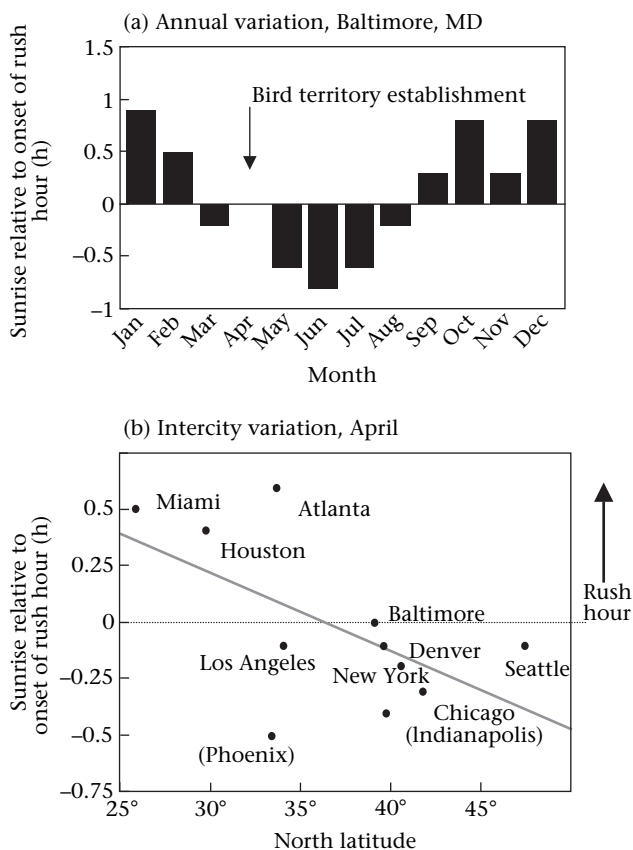 (a) Annual variation, Baltimore, MD
Sunrise relative to onset of rush
hour (h)
1.5
1
0.5
0
−0.5
−1
Bird territory establishment
Jan
Feb
Mar
Apr
May
Jun
Jul
Aug
Sep
Oct
Nov
Dec
Month
(b) Intercity variation, April
Sunrise relative to
onset of rush hour (h)
0.5
0.25
0
−0.25
−0.5
−0.75
Miami
Atlanta
Houston
Baltimore
Los Angeles
Denver
New York
Seattle
Chicago
(Indianapolis)
(Phoenix)
Rush
hour
25°
30°
35°
40°
45°
North latitude